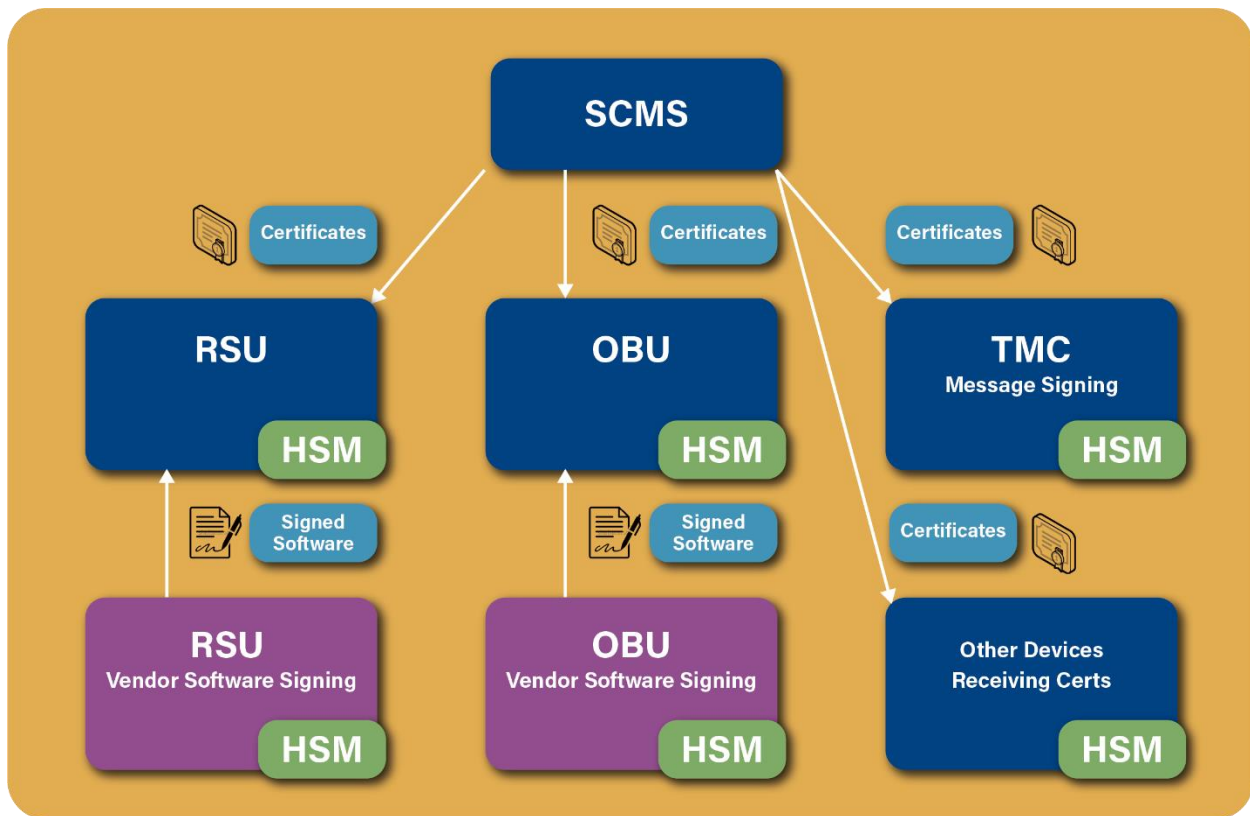 SCMS
Certificates
Certificates
Certificates
RSU
HSM
OBU
HSM
TMC
Message Signing
HSM
Signed
Software
Signed
Software
Certificates
RSU
Vendor Software Signing
HSM
OBU
Vendor Software Signing
HSM
Other Devices
Receiving Certs
HSM